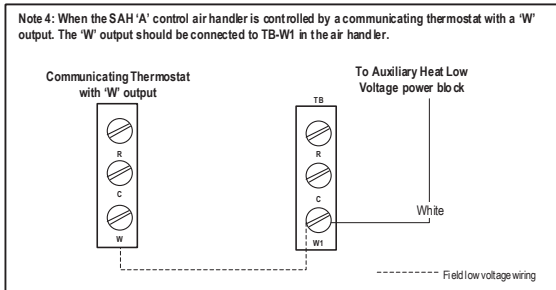 Note 4: When the SAH 'A' control air handler is controlled by a communicating thermostat with a 'W'
output. The 'W' output should be connected to TB-W1 in the air handler.
Communicating Thermostat
with 'W' output
To Auxiliary Heat Low
Voltage power block
TB
R
C
W
R
C
W1
White
Field low voltage wiring